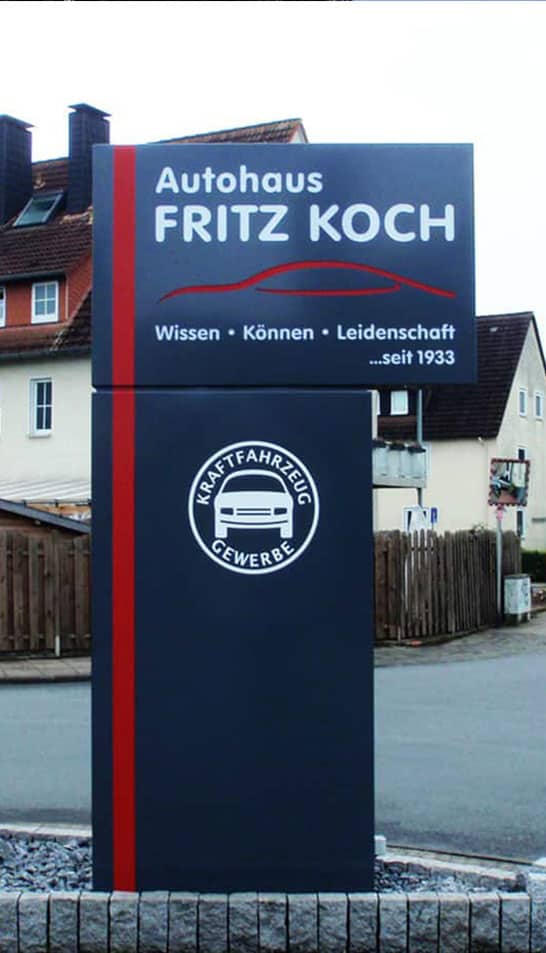 Autohaus
FRITZ KOCH
Wissen • Können • Leidenschaft
...seit 1933
KRAFTFAHRZEUG
GEWERBE